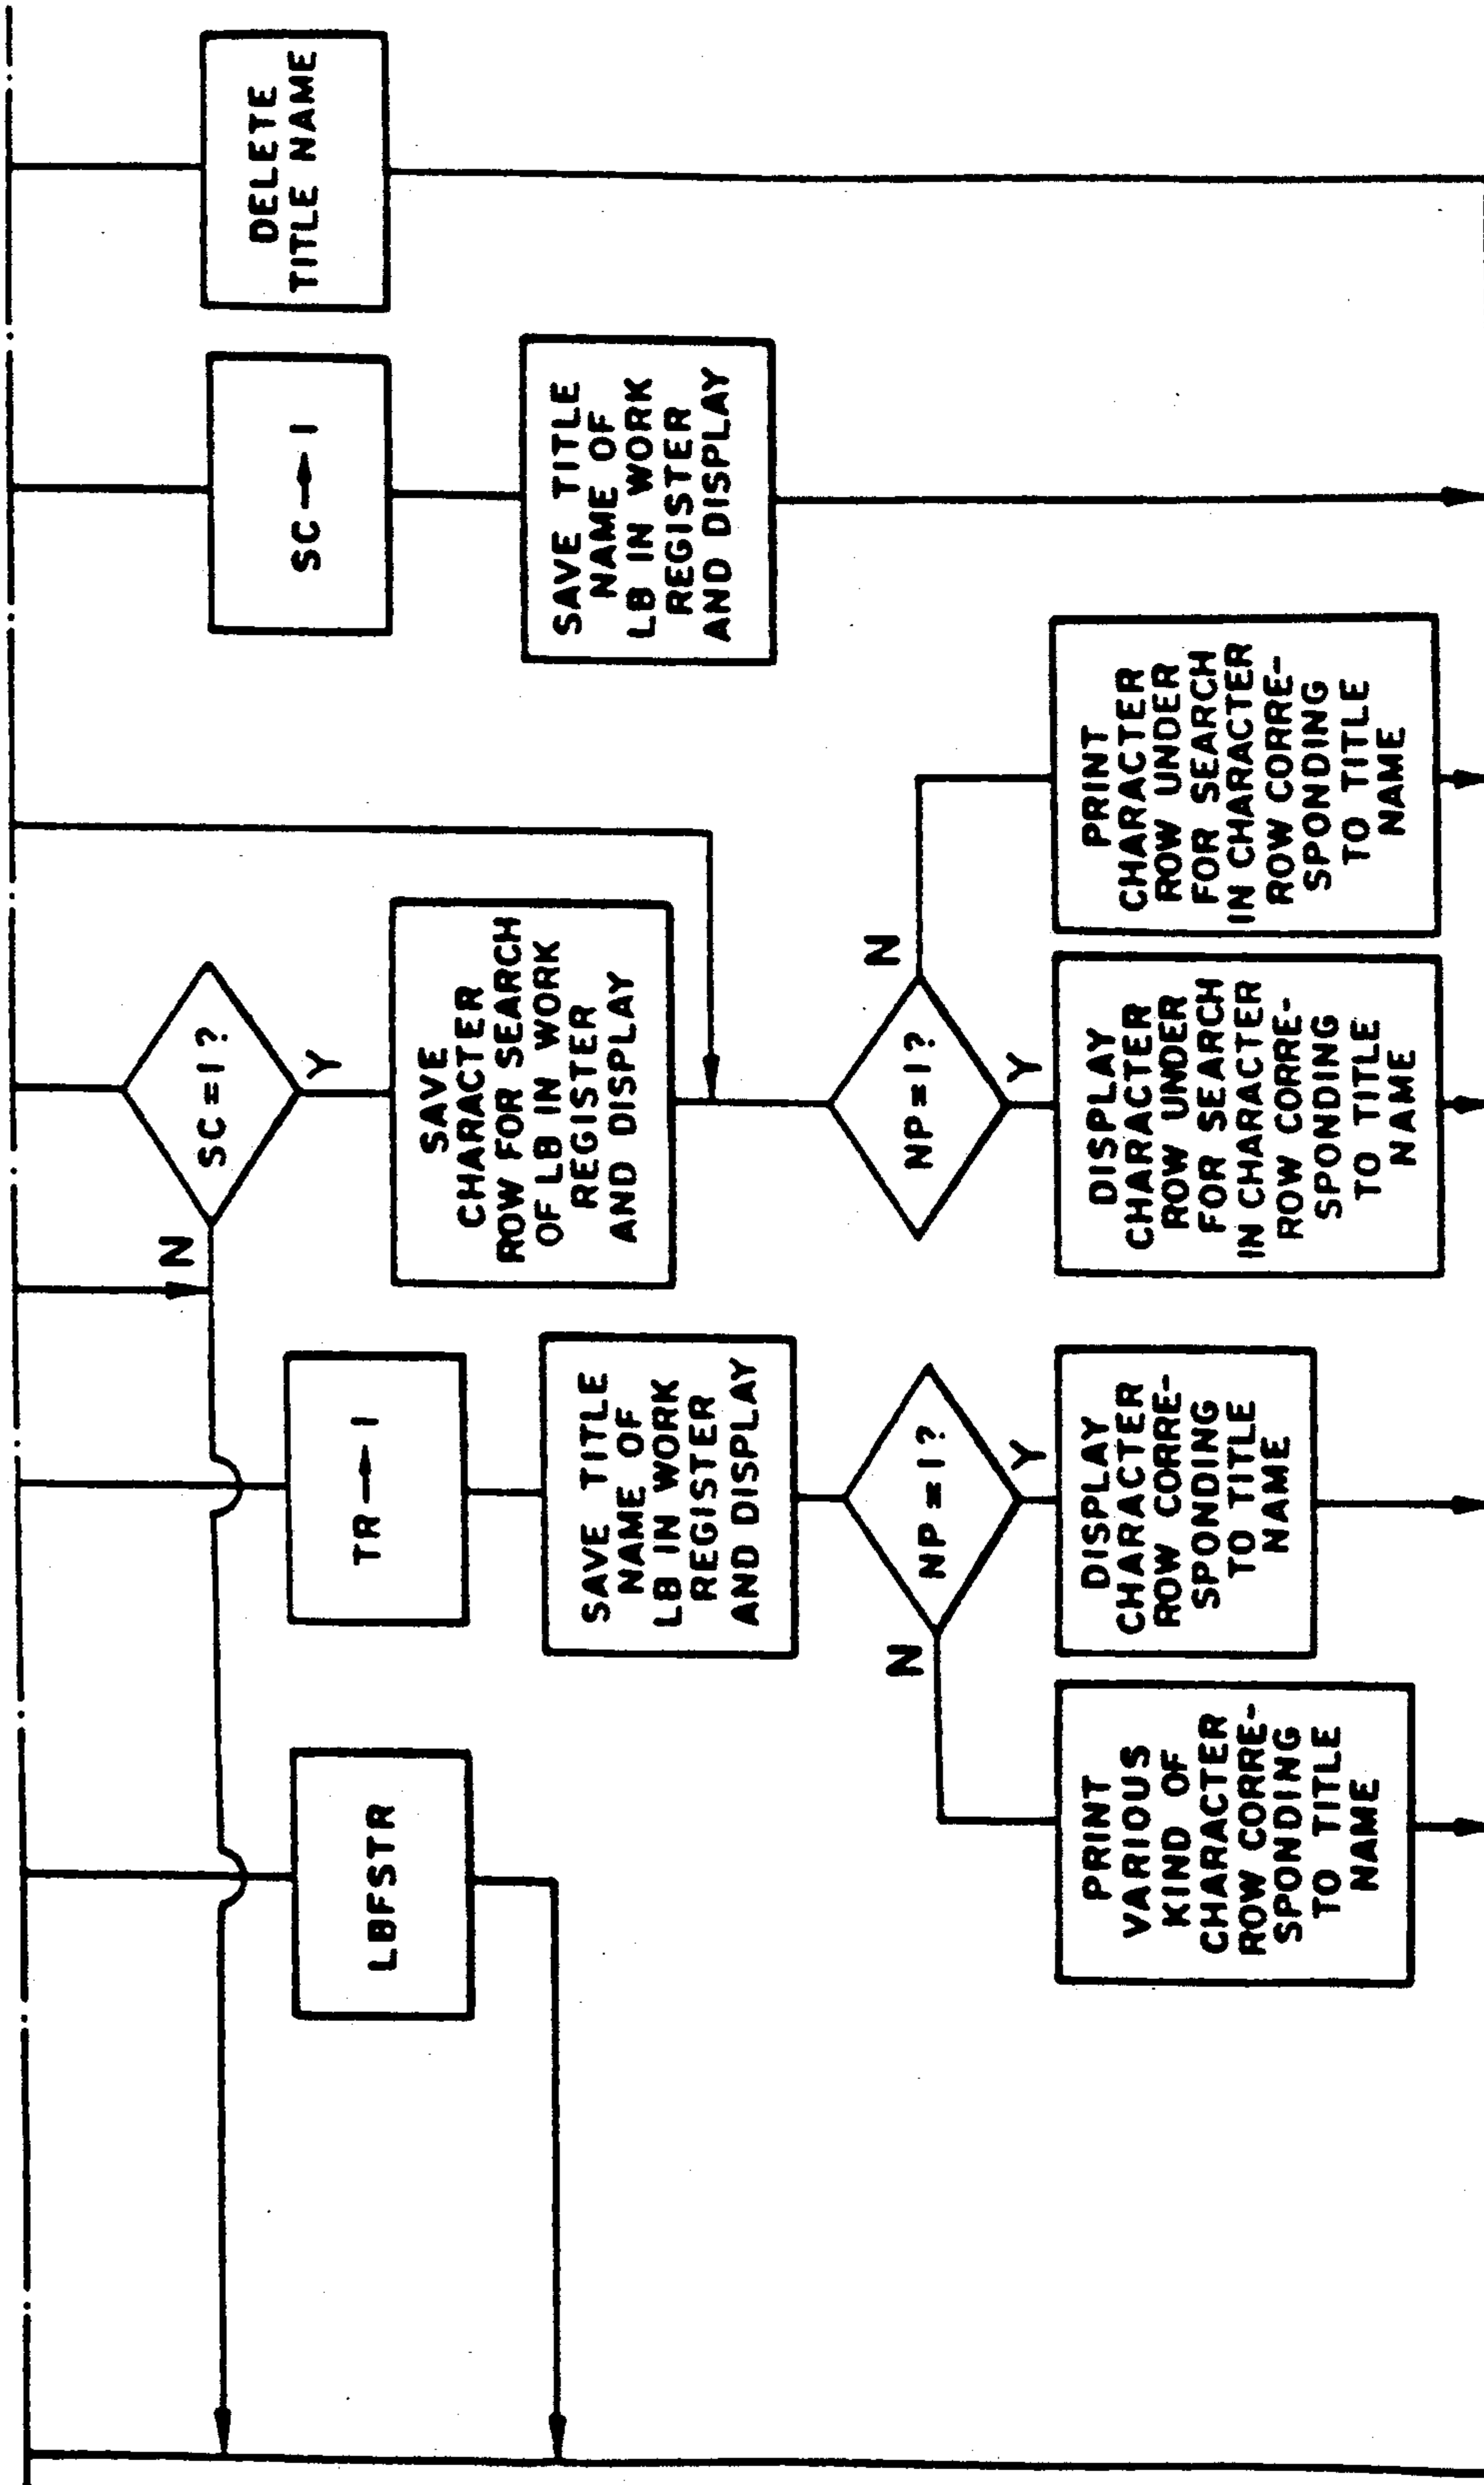 N
SC=1?
Y
DELETE
TITLE NAME
SC→1
TR→1
LBFSTR
SAVE
CHARACTER
ROW FOR SEARCH
OF LB IN WORK
REGISTER
AND DISPLAY
SAVE TITLE
NAME OF
LB IN WORK
REGISTER
AND DISPLAY
SAVE TITLE
NAME OF
LB IN WORK
REGISTER
AND DISPLAY
N
NP=1?
Y
N
NP=1?
Y
PRINT
VARIOUS
KIND OF
CHARACTER
ROW CORRE-
SPONDING
TO TITLE
NAME
DISPLAY
CHARACTER
ROW CORRE-
SPONDING
TO TITLE
NAME
DISPLAY
CHARACTER
ROW UNDER
FOR SEARCH
IN CHARACTER
ROW CORRE-
SPONDING
TO TITLE
NAME
PRINT
CHARACTER
ROW UNDER
FOR SEARCH
IN CHARACTER
ROW CORRE-
SPONDING
TO TITLE
NAME